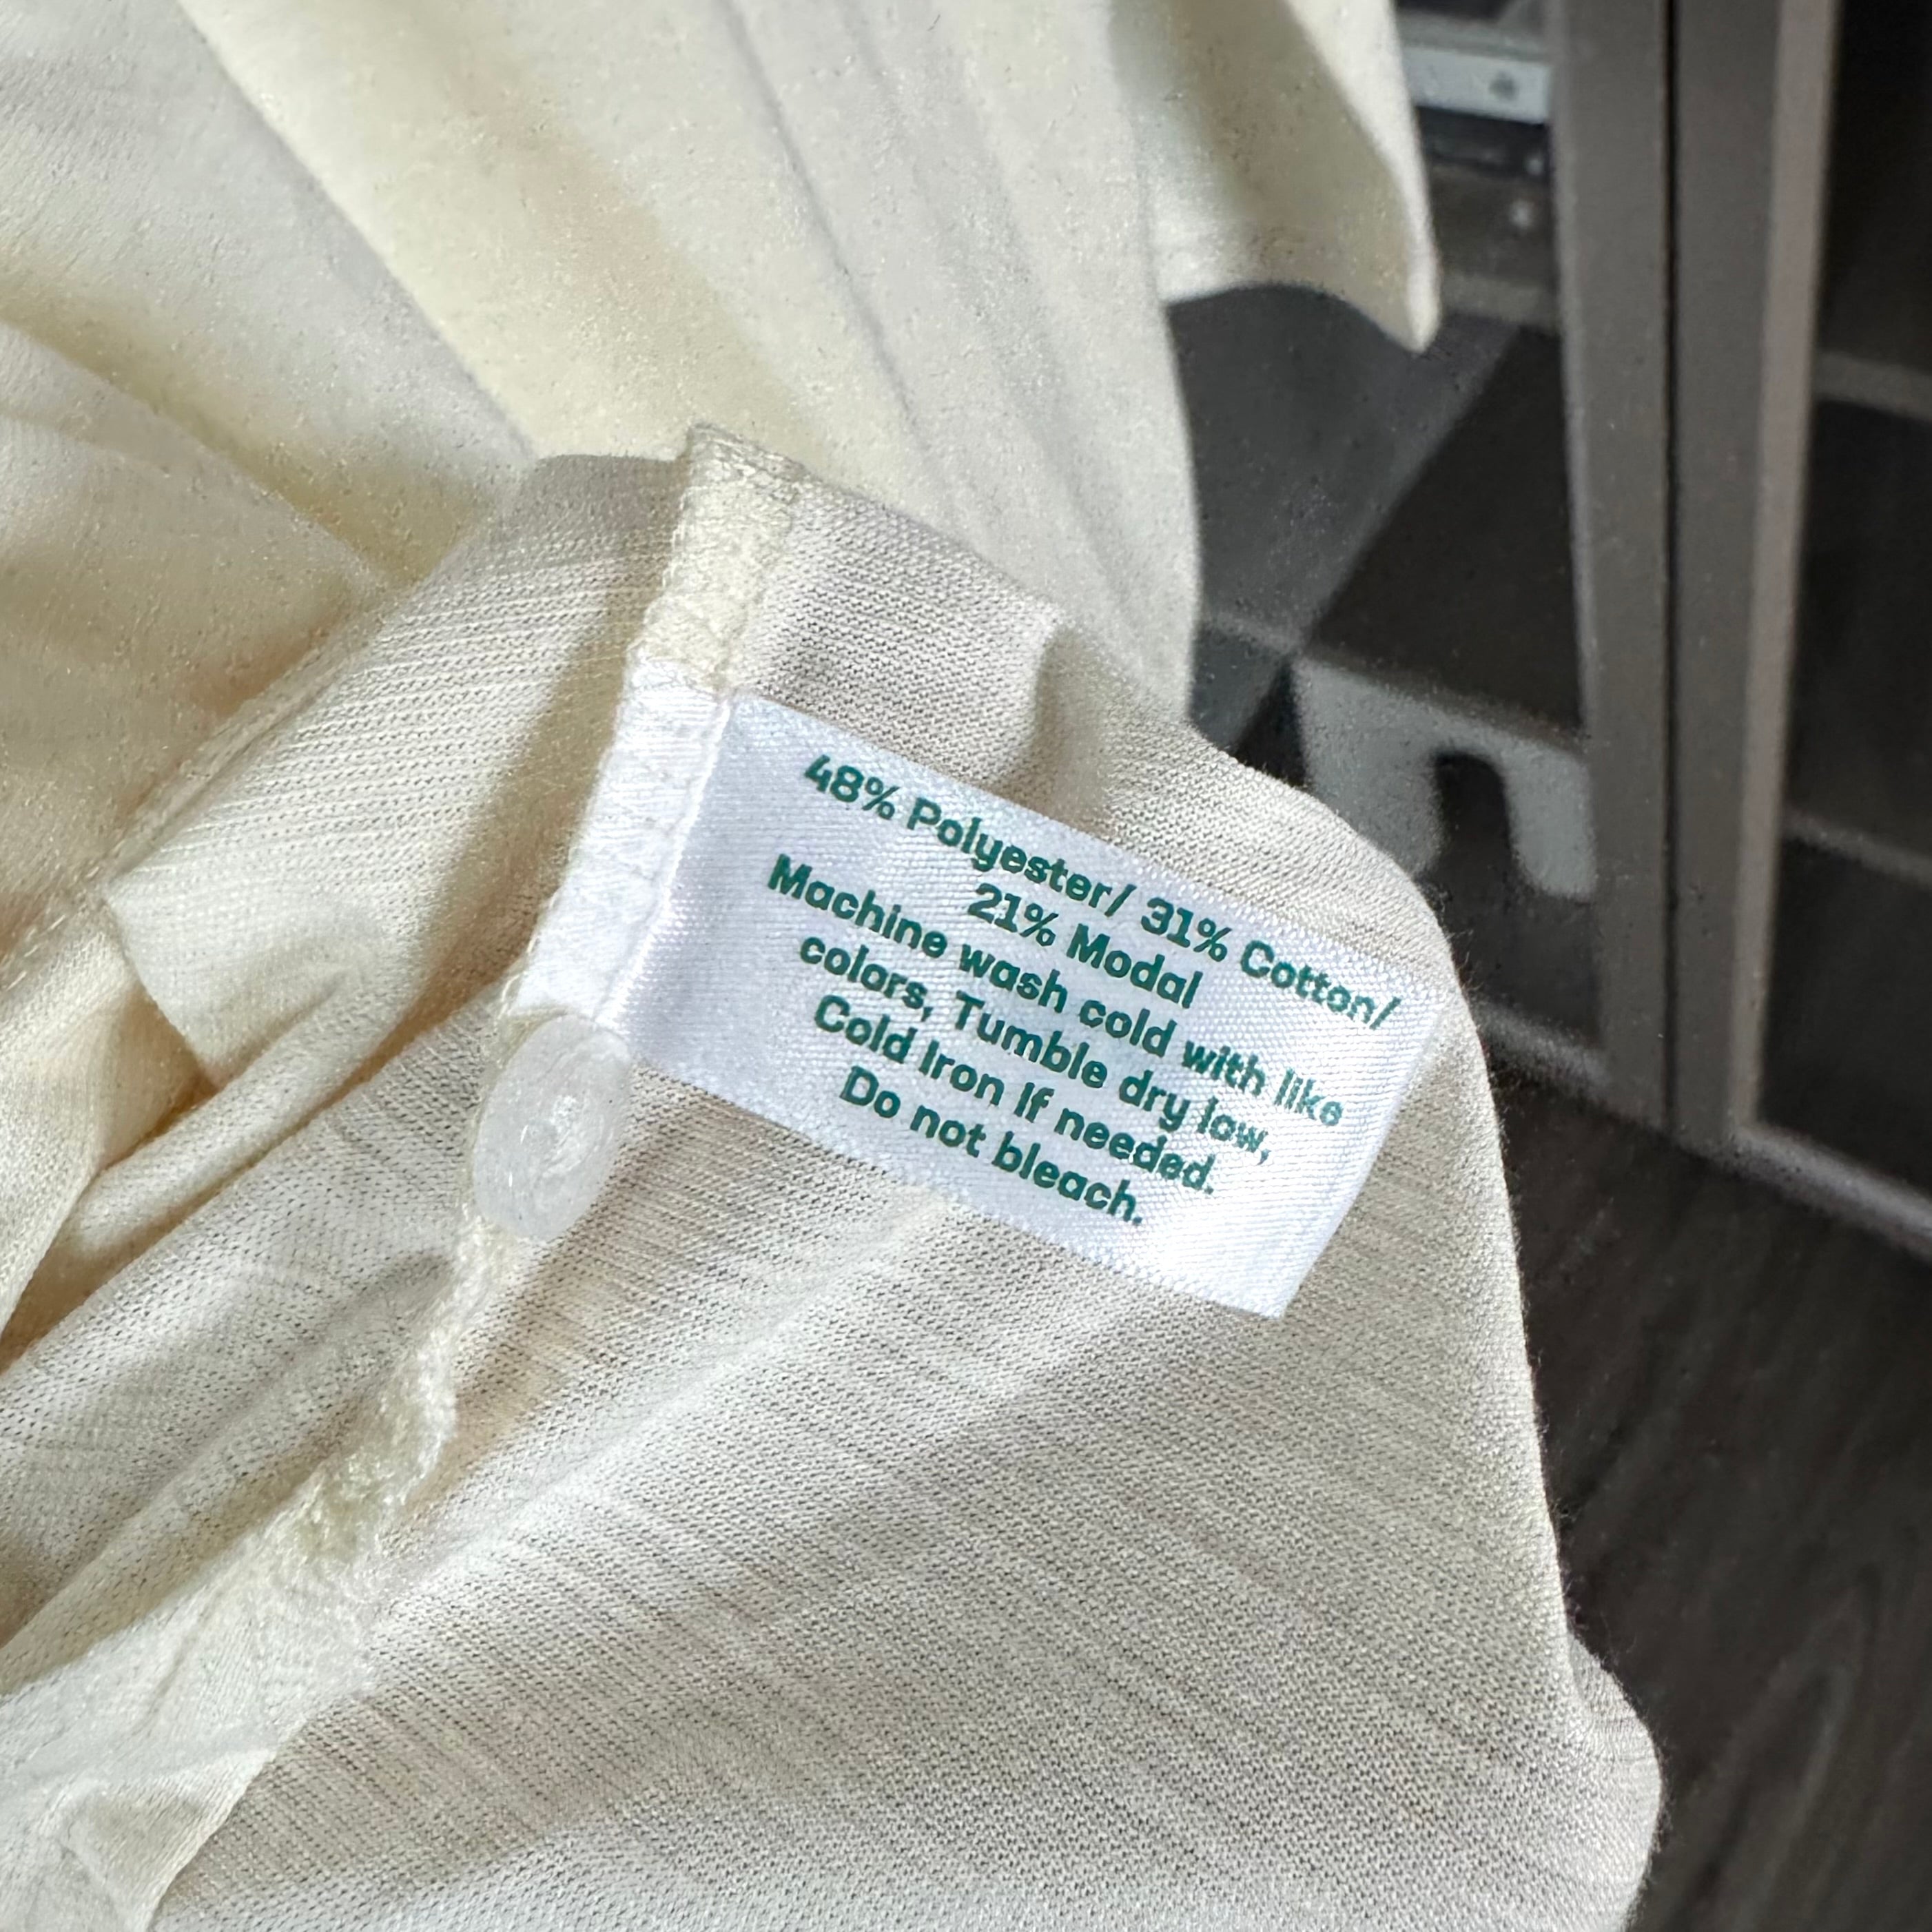 48% Polyester/ 31% Cotton/
21% Modal
Machine wash cold with like
colors, Tumble dry low,
Cold Iron If needed.
Do not bleach.